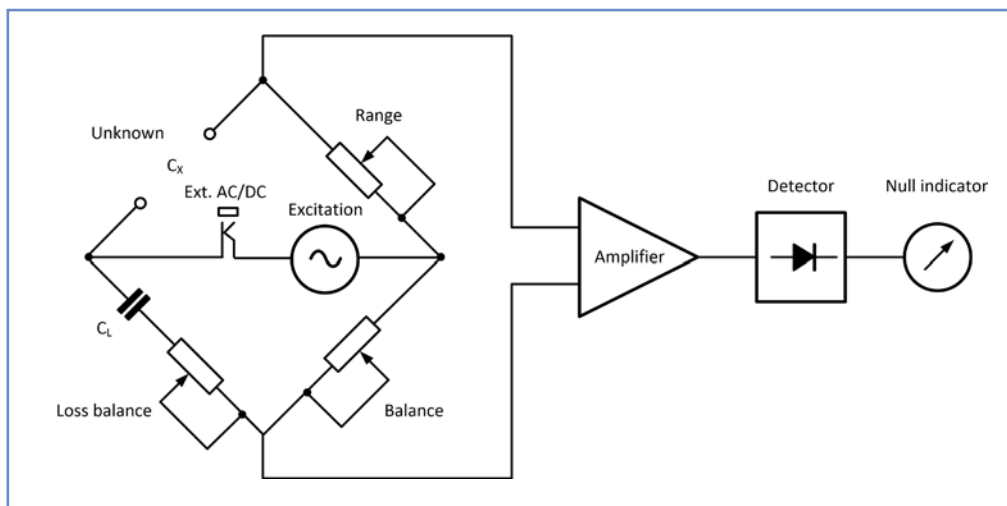 Range
Unknown
Cx
Ext. AC/DC
Excitation
Detector
Null indicator
Amplifier
CL
Loss balance
Balance